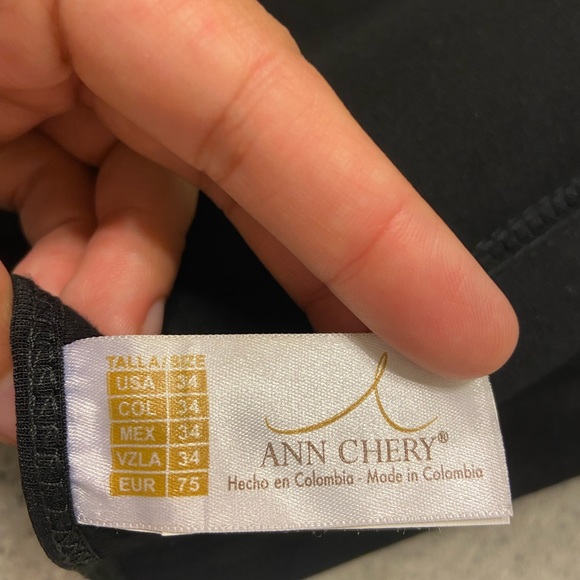 TALLA/SIZE
USA 34
COL 34
MEX 34
VZLA 34
EUR 75
ANN CHERY®
Hecho en Colombia - Made in Colombia